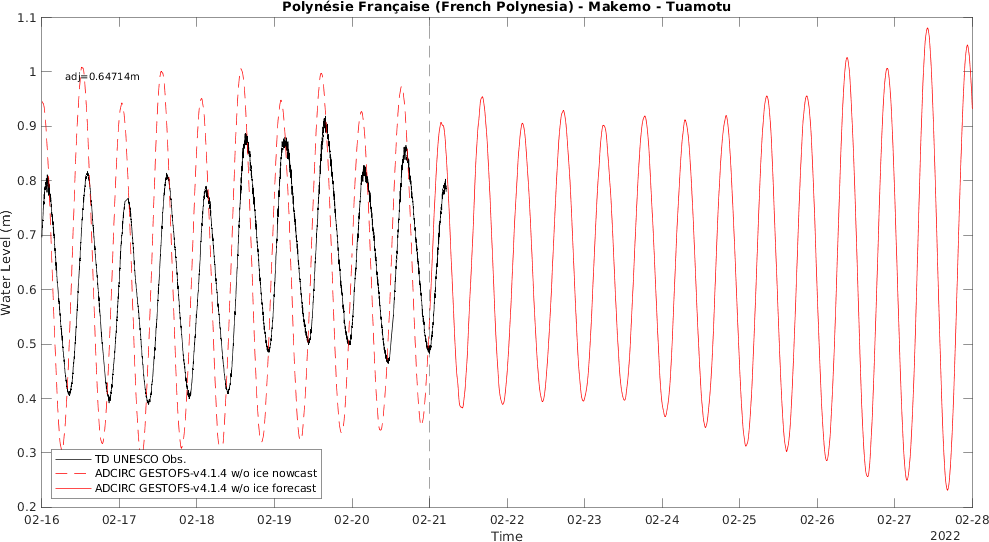 Polynésie Française (French Polynesia) - Makemo - Tuamotu
1.1
1
0.9
0.8
0.7
0.6
0.5
0.4
0.3
0.2
Water Level (m)
adj=0.64714m
TD UNESCO Obs.
ADCIRC GESTOFS-v4.1.4 w/o ice nowcast
ADCIRC GESTOFS-v4.1.4 w/o ice forecast
02-16 02-17 02-18 02-19 02-20 02-21 02-22 02-23 02-24 02-25 02-26 02-27 02-28
Time
2022